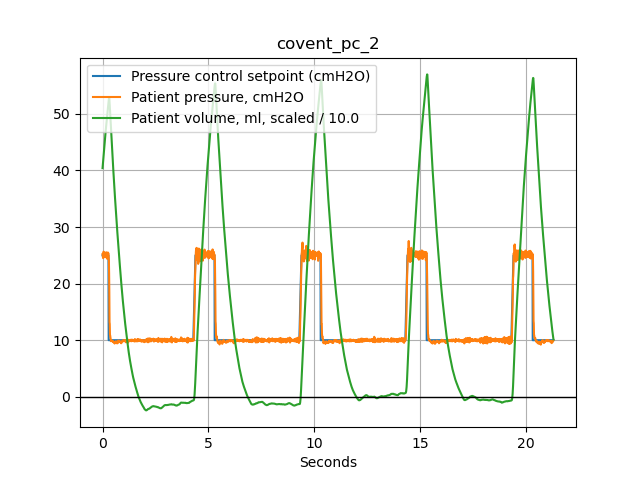 covent_pc_2
Pressure control setpoint (cmH2O)
Patient pressure, cmH2O
Patient volume, ml, scaled / 10.0
50
40
30
20
10
0
0 5 10 15 20
Seconds